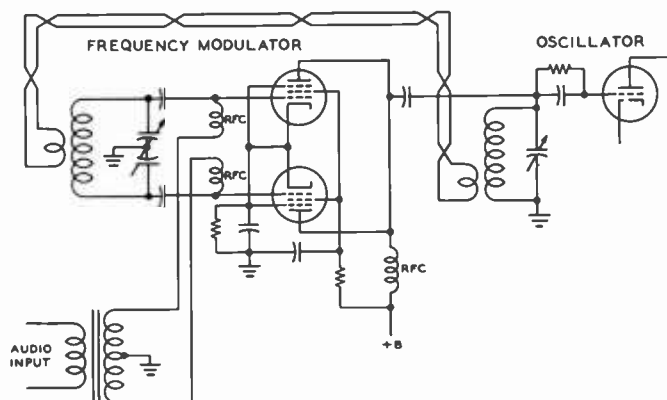 FREQUENCY MODULATOR
OSCILLATOR
RFC
RFC
RFC
+B
AUDIO
INPUT